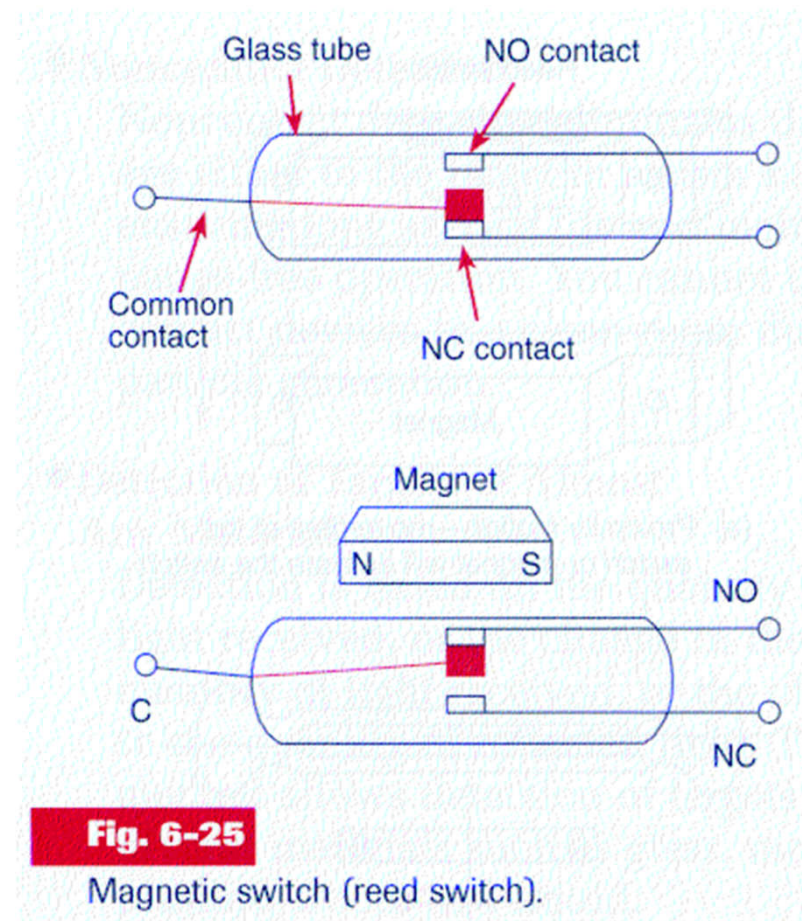 Glass tube
NO contact
Common
contact
NC contact
Magnet
N
S
NO
C
NC
Fig. 6-25
Magnetic switch (reed switch).